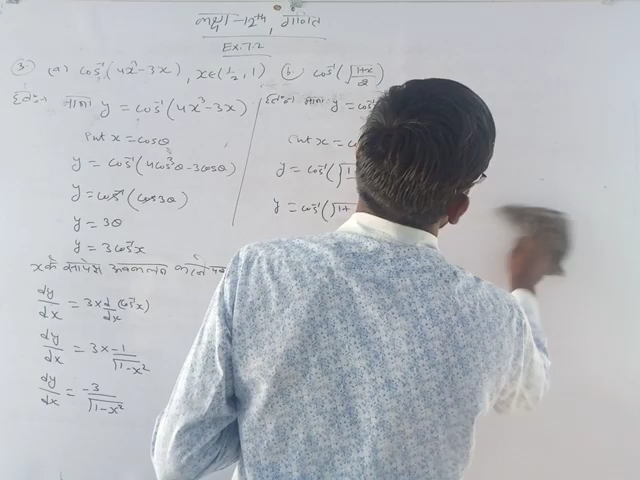 कक्षा-12th, गणित
Ex.7.2
③ (a) cos⁻¹(4x³-3x), x∈(1/2, 1) (b) cos⁻¹(√(1+x)/2)
हल:- माना y = cos⁻¹(4x³-3x)
Put x = cosθ
y = cos⁻¹(4cos³θ-3cosθ)
y = cos⁻¹(cos3θ)
y = 3θ
y = 3cos⁻¹x
x के सापेक्ष अवकलन करने पर
dy/dx = 3×d/dx(cos⁻¹x)
dy/dx = 3×-1/√(1-x²)
dy/dx = -3/√(1-x²)
हल:- माना y = cos⁻¹
Put x = co
y = cos⁻¹(√1
y = cos⁻¹(√1+